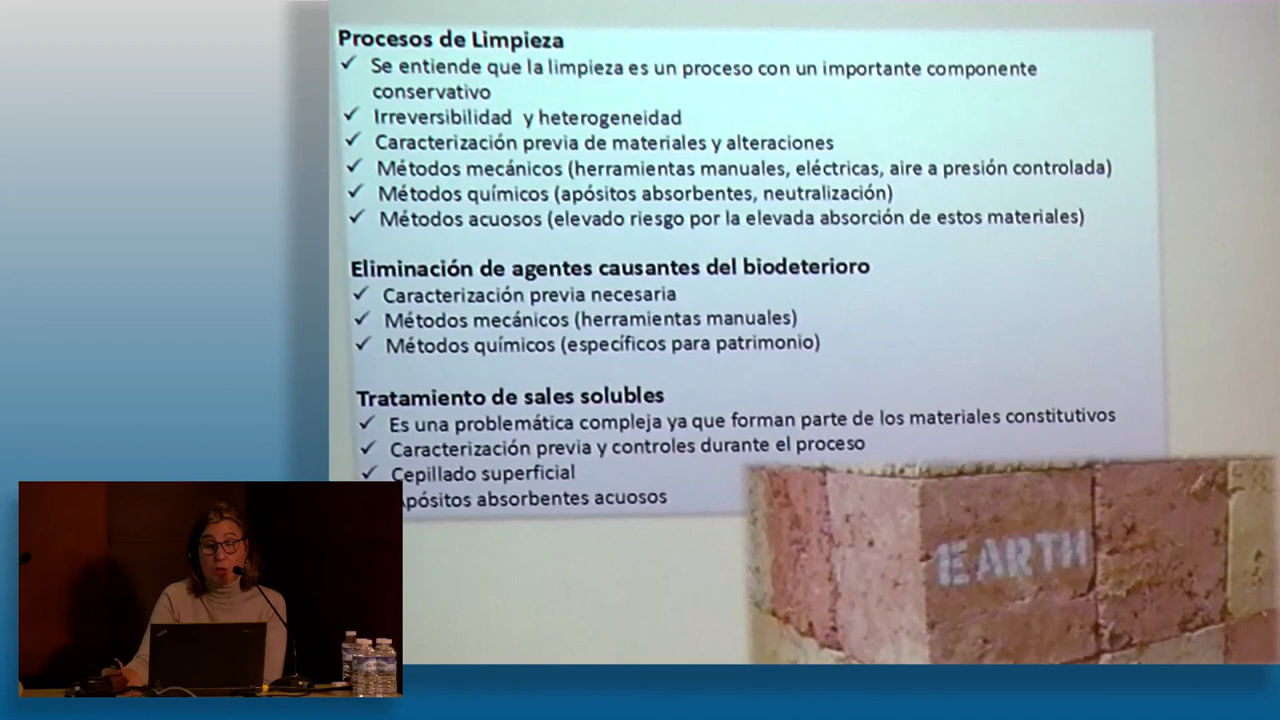 Procesos de Limpieza
✓ Se entiende que la limpieza es un proceso con un importante componente
conservativo
✓ Irreversibilidad y heterogeneidad
✓ Caracterización previa de materiales y alteraciones
✓ Métodos mecánicos (herramientas manuales, eléctricas, aire a presión controlada)
✓ Métodos químicos (apósitos absorbentes, neutralización)
✓ Métodos acuosos (elevado riesgo por la elevada absorción de estos materiales)
Eliminación de agentes causantes del biodeterioro
✓ Caracterización previa necesaria
✓ Métodos mecánicos (herramientas manuales)
✓ Métodos químicos (específicos para patrimonio)
Tratamiento de sales solubles
✓ Es una problemática compleja ya que forman parte de los materiales constitutivos
✓ Caracterización previa y controles durante el proceso
✓ Cepillado superficial
Apósitos absorbentes acuosos
EARTH